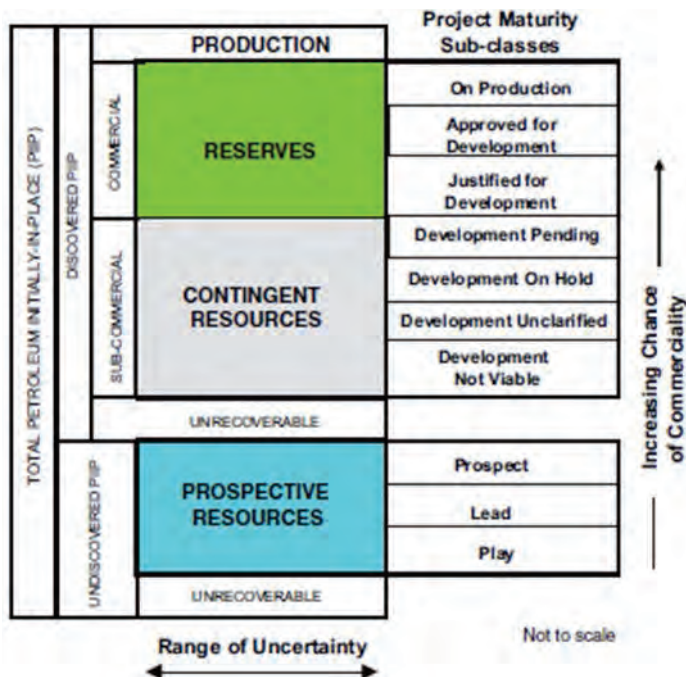 Project Maturity
Sub-classes
PRODUCTION
On Production
Approved for
Development
Justified for
Development
RESERVES
COMMERCIAL
Development Pending
Development On Hold
Development Unclarified
Development
Not Viable
CONTINGENT
RESOURCES
SUB-COMMERCIAL
UNRECOVERABLE
DISCOVERED PIIP
TOTAL PETROLEUM INITIALLY-IN-PLACE (PIIP)
Prospect
Lead
Play
PROSPECTIVE
RESOURCES
UNDISCOVERED PIIP
UNRECOVERABLE
Increasing Chance
of Commerciality
Range of Uncertainty
Not to scale